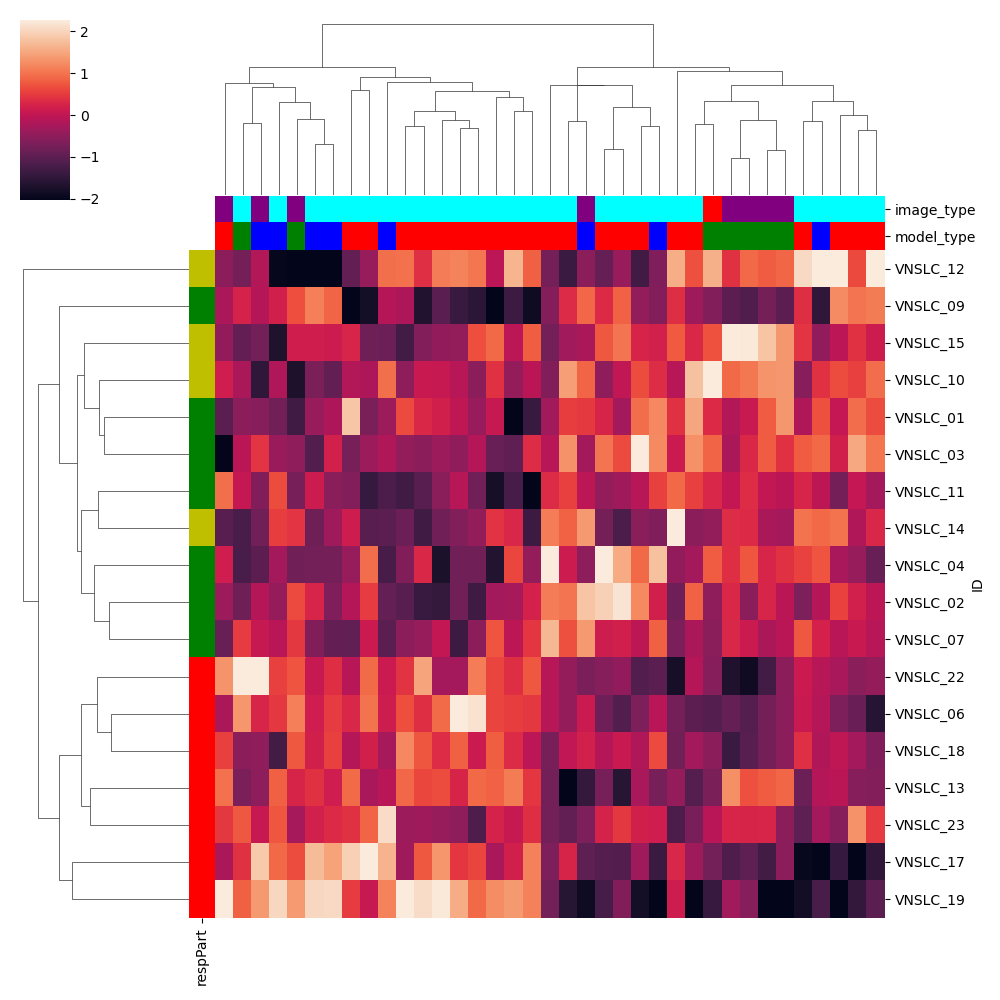 2
1
0
−1
−2
image_type
model_type
VNSLC_12
VNSLC_09
VNSLC_15
VNSLC_10
VNSLC_01
VNSLC_03
VNSLC_11
VNSLC_14
VNSLC_04
VNSLC_02
VNSLC_07
VNSLC_22
VNSLC_06
VNSLC_18
VNSLC_13
VNSLC_23
VNSLC_17
VNSLC_19
ID
respPart